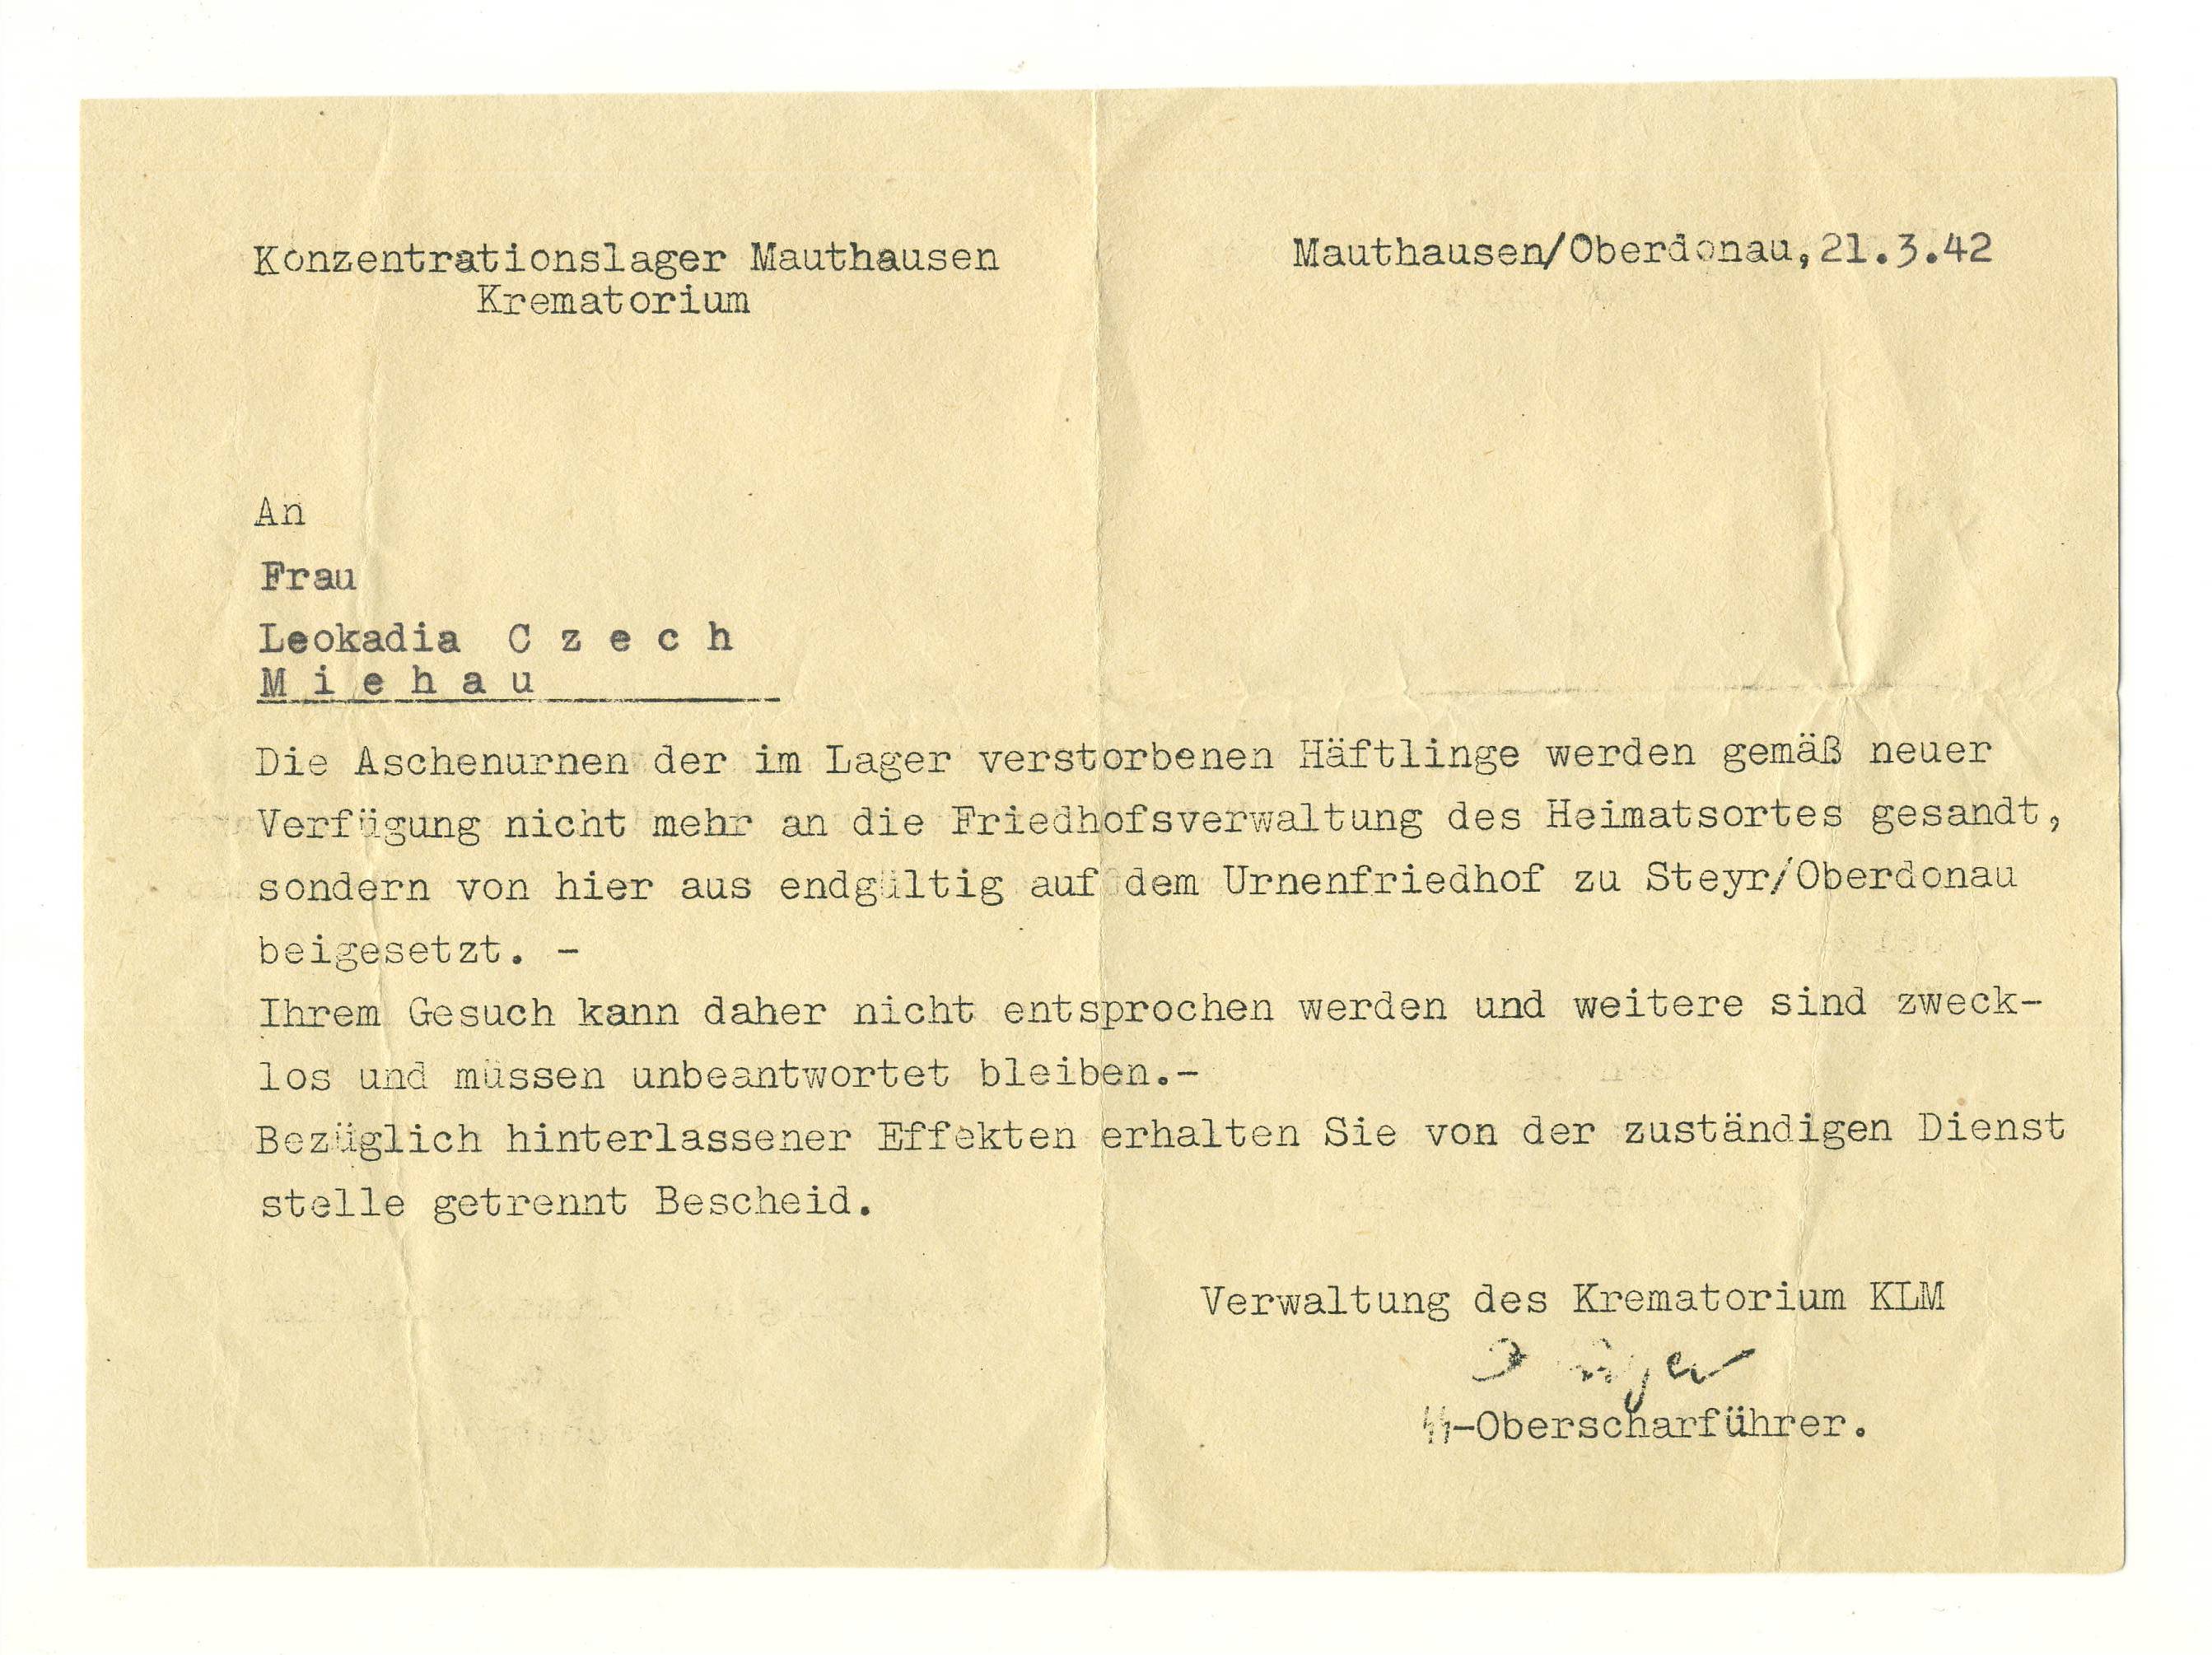 Konzentrationslager Mauthausen
Krematorium
Mauthausen/Oberdonau,21.3.42
An
Frau
Leokadia C z e c h
M i e h a u
Die Aschenurnen der im Lager verstorbenen Häftlinge werden gemäß neuer
Verfügung nicht mehr an die Friedhofsverwaltung des Heimatsortes gesandt,
sondern von hier aus endgültig auf dem Urnenfriedhof zu Steyr/Oberdonau
beigesetzt. -
Ihrem Gesuch kann daher nicht entsprochen werden und weitere sind zweck-
los und müssen unbeantwortet bleiben.-
Bezüglich hinterlassener Effekten erhalten Sie von der zuständigen Dienst
stelle getrennt Bescheid.
Verwaltung des Krematorium KLM
SS-Oberscharführer.